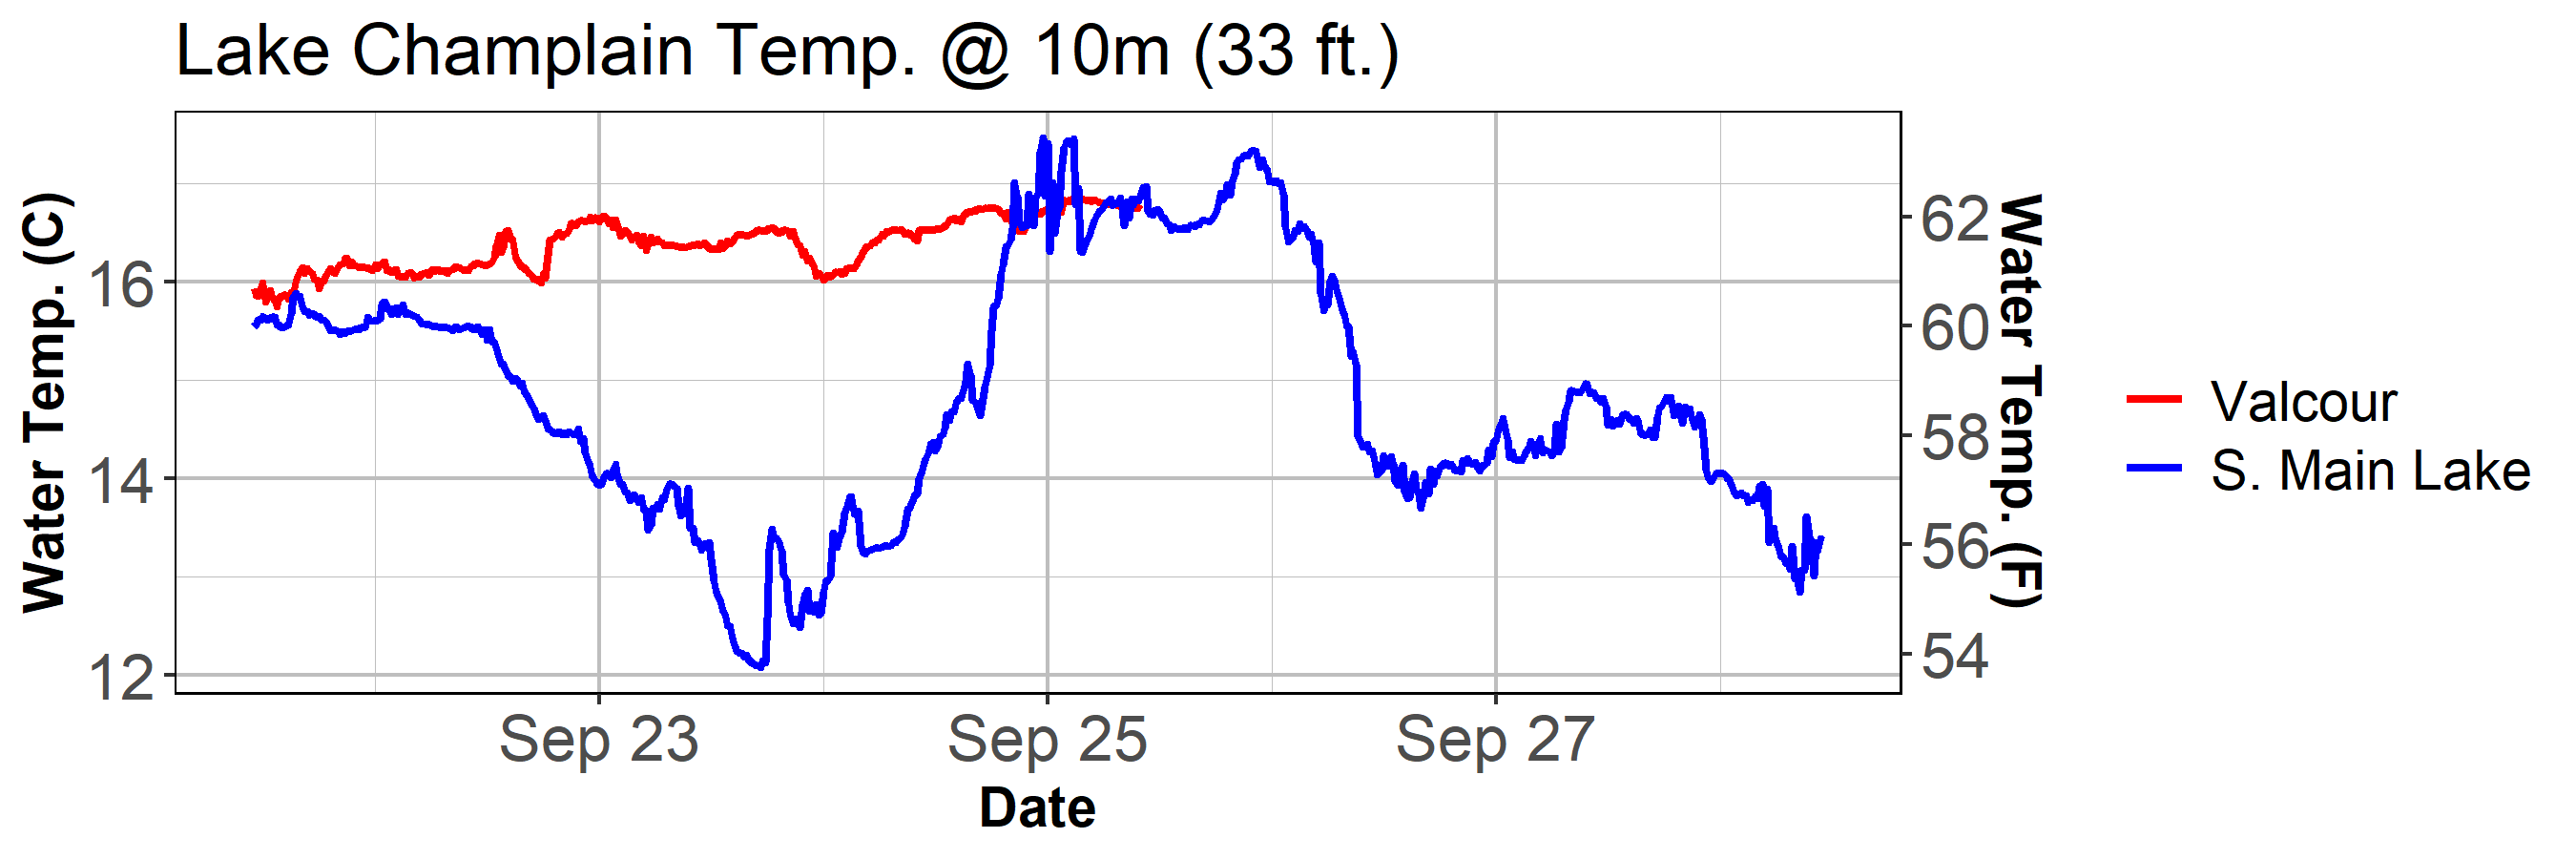 Lake Champlain Temp. @ 10m (33 ft.)
Water Temp. (C)
16
14
12
62
60
58
56
54
Water Temp. (F)
Sep 23
Sep 25
Sep 27
Date
Valcour
S. Main Lake